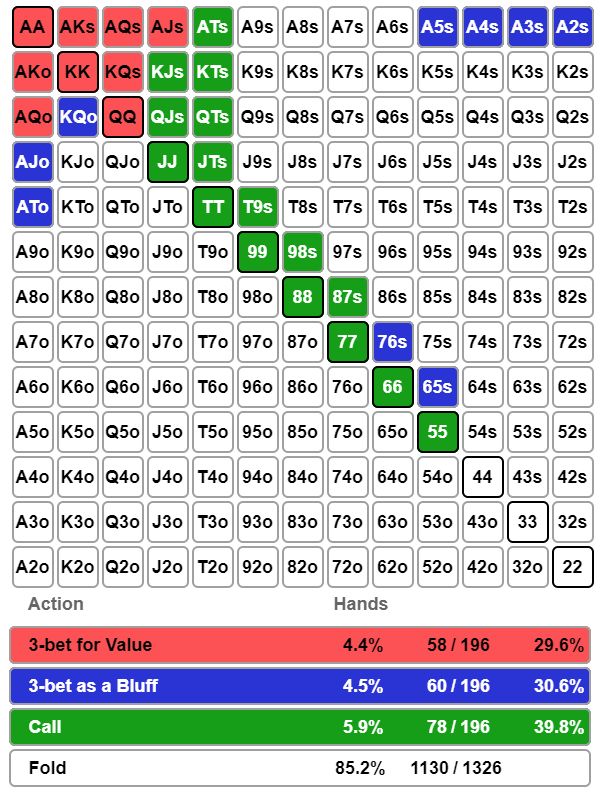 AA AKs AQs AJs ATs A9s A8s A7s A6s A5s A4s A3s A2s
AKo KK KQs KJs KTs K9s K8s K7s K6s K5s K4s K3s K2s
AQo KQo QQ QJs QTs Q9s Q8s Q7s Q6s Q5s Q4s Q3s Q2s
AJo KJo QJo JJ JTs J9s J8s J7s J6s J5s J4s J3s J2s
ATo KTo QTo JTo TT T9s T8s T7s T6s T5s T4s T3s T2s
A9o K9o Q9o J9o T9o 99 98s 97s 96s 95s 94s 93s 92s
A8o K8o Q8o J8o T8o 98o 88 87s 86s 85s 84s 83s 82s
A7o K7o Q7o J7o T7o 97o 87o 77 76s 75s 74s 73s 72s
A6o K6o Q6o J6o T6o 96o 86o 76o 66 65s 64s 63s 62s
A5o K5o Q5o J5o T5o 95o 85o 75o 65o 55 54s 53s 52s
A4o K4o Q4o J4o T4o 94o 84o 74o 64o 54o 44 43s 42s
A3o K3o Q3o J3o T3o 93o 83o 73o 63o 53o 43o 33 32s
A2o K2o Q2o J2o T2o 92o 82o 72o 62o 52o 42o 32o 22
Action Hands
3-bet for Value 4.4% 58 / 196 29.6%
3-bet as a Bluff 4.5% 60 / 196 30.6%
Call 5.9% 78 / 196 39.8%
Fold 85.2% 1130 / 1326